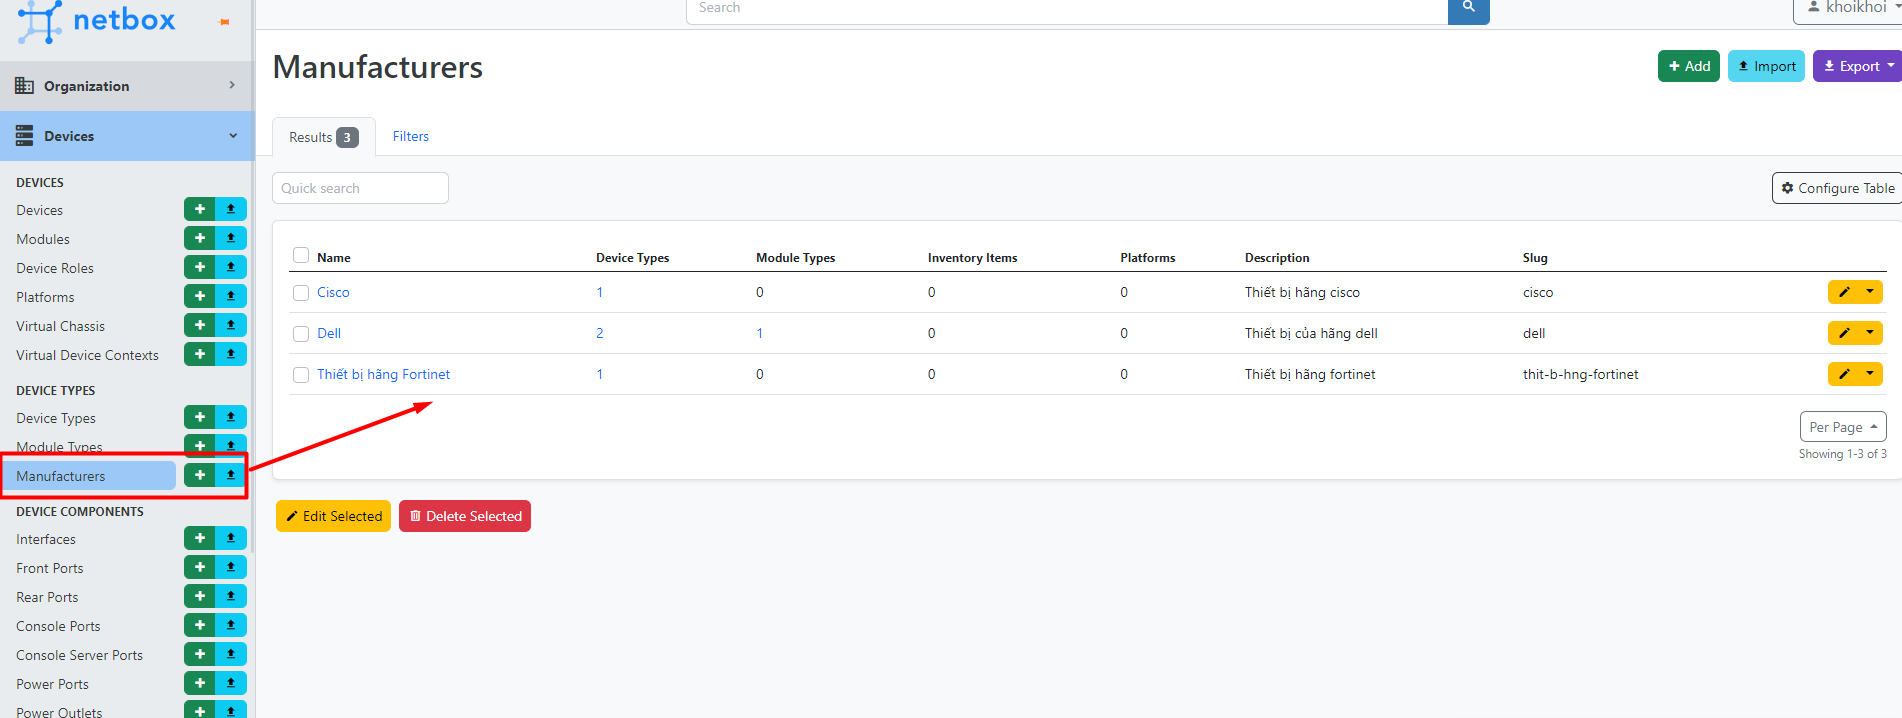 netbox
Search
khoikhoi
Organization
Devices
DEVICES
Devices
Modules
Device Roles
Platforms
Virtual Chassis
Virtual Device Contexts
DEVICE TYPES
Device Types
Module Types
Manufacturers
DEVICE COMPONENTS
Interfaces
Front Ports
Rear Ports
Console Ports
Console Server Ports
Power Ports
Power Outlets
Manufacturers
Add Import Export
Results 3 Filters
Quick search
Configure Table
Name Device Types Module Types Inventory Items Platforms Description Slug
Cisco 1 0 0 0 Thiết bị hãng cisco cisco
Dell 2 1 0 0 Thiết bị của hãng dell dell
Thiết bị hãng Fortinet 1 0 0 0 Thiết bị hãng fortinet thit-b-hng-fortinet
Per Page
Showing 1-3 of 3
Edit Selected Delete Selected